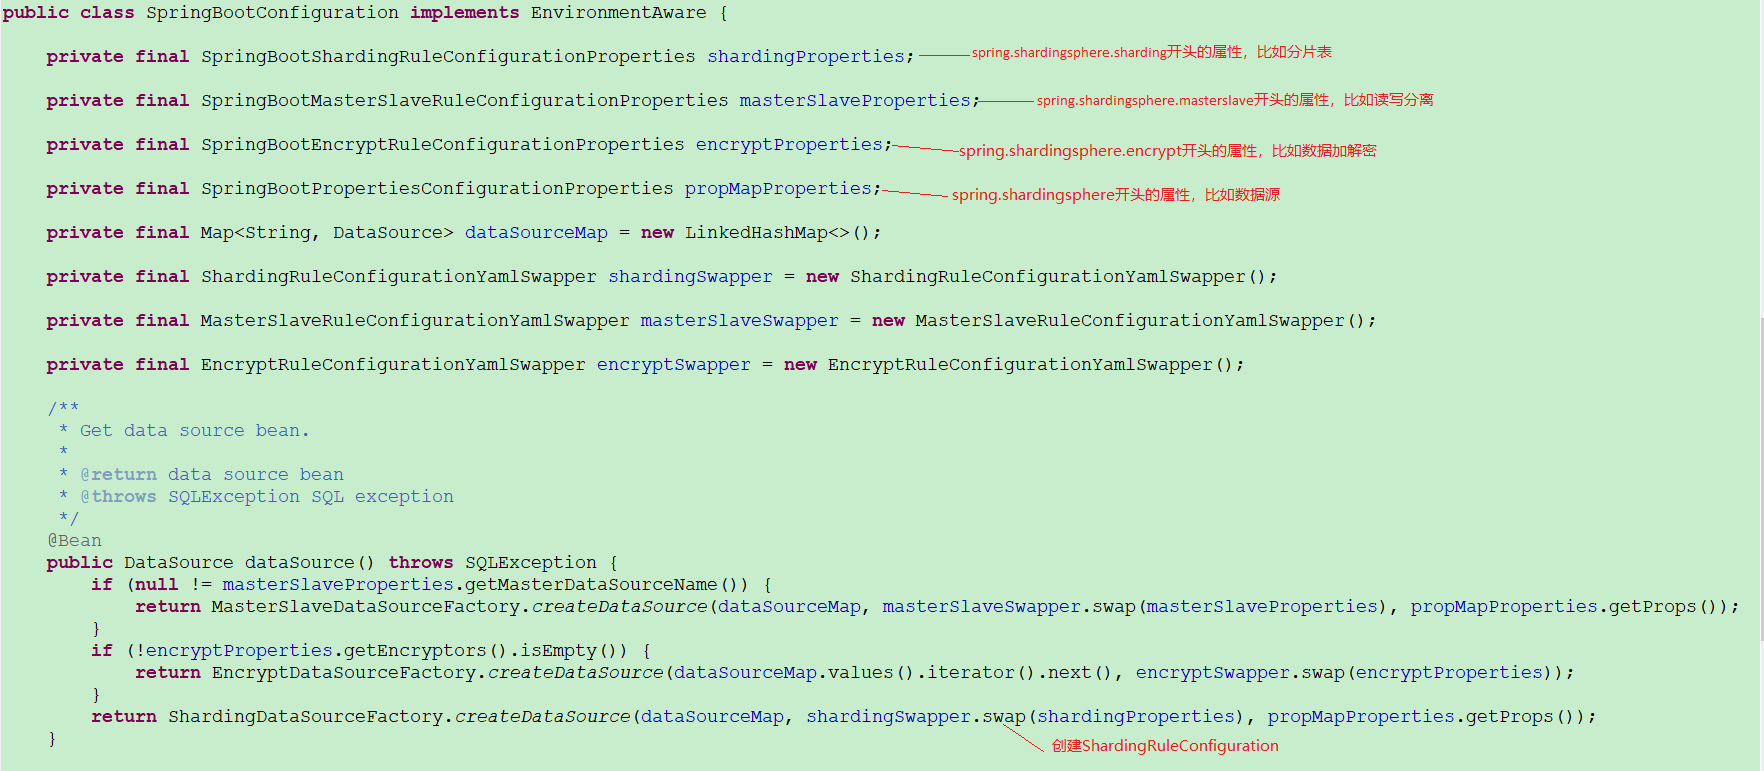 public class SpringBootConfiguration implements EnvironmentAware {
private final SpringBootShardingRuleConfigurationProperties shardingProperties; spring.shardingsphere.sharding开头的属性，比如分片表
private final SpringBootMasterSlaveRuleConfigurationProperties masterSlaveProperties; spring.shardingsphere.masterslave开头的属性，比如读写分离
private final SpringBootEncryptRuleConfigurationProperties encryptProperties; spring.shardingsphere.encrypt开头的属性，比如数据加解密
private final SpringBootPropertiesConfigurationProperties propMapProperties; spring.shardingsphere开头的属性，比如数据源
private final Map<String, DataSource> dataSourceMap = new LinkedHashMap<>();
private final ShardingRuleConfigurationYamlSwapper shardingSwapper = new ShardingRuleConfigurationYamlSwapper();
private final MasterSlaveRuleConfigurationYamlSwapper masterSlaveSwapper = new MasterSlaveRuleConfigurationYamlSwapper();
private final EncryptRuleConfigurationYamlSwapper encryptSwapper = new EncryptRuleConfigurationYamlSwapper();
/**
* Get data source bean.
*
* @return data source bean
* @throws SQLException SQL exception
*/
@Bean
public DataSource dataSource() throws SQLException {
if (null != masterSlaveProperties.getMasterDataSourceName()) {
return MasterSlaveDataSourceFactory.createDataSource(dataSourceMap, masterSlaveSwapper.swap(masterSlaveProperties), propMapProperties.getProps());
}
if (!encryptProperties.getEncryptors().isEmpty()) {
return EncryptDataSourceFactory.createDataSource(dataSourceMap.values().iterator().next(), encryptSwapper.swap(encryptProperties));
}
return ShardingDataSourceFactory.createDataSource(dataSourceMap, shardingSwapper.swap(shardingProperties), propMapProperties.getProps());
}
创建ShardingRuleConfiguration